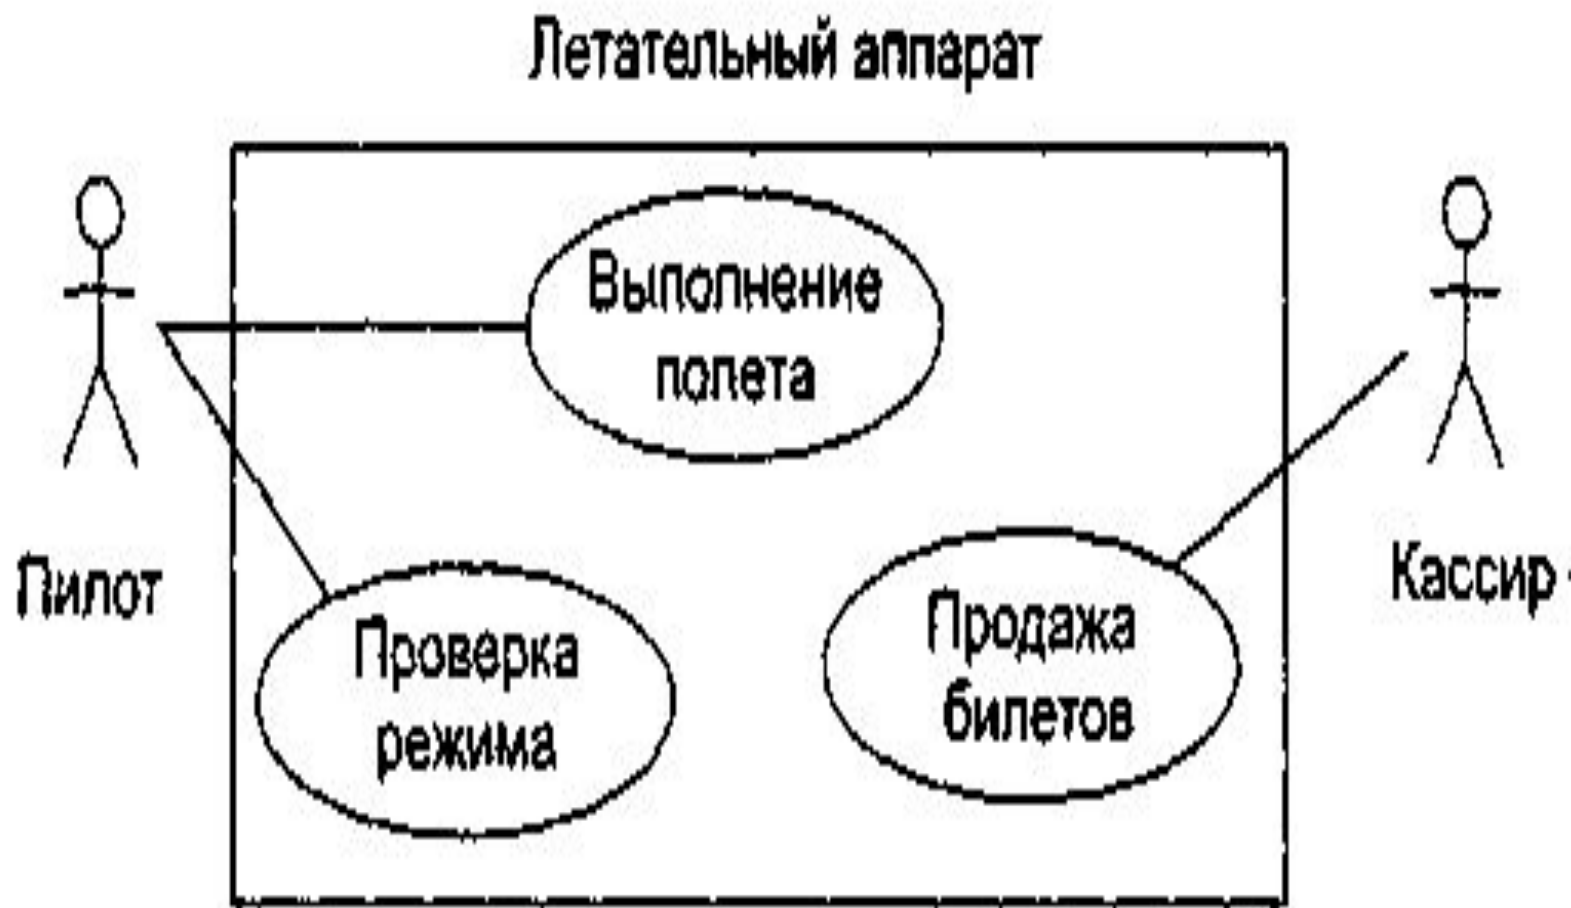 Летательный аппарат
Выполнение
полета
Пилот
Кассир
Проверка
режима
Продажа
билетов